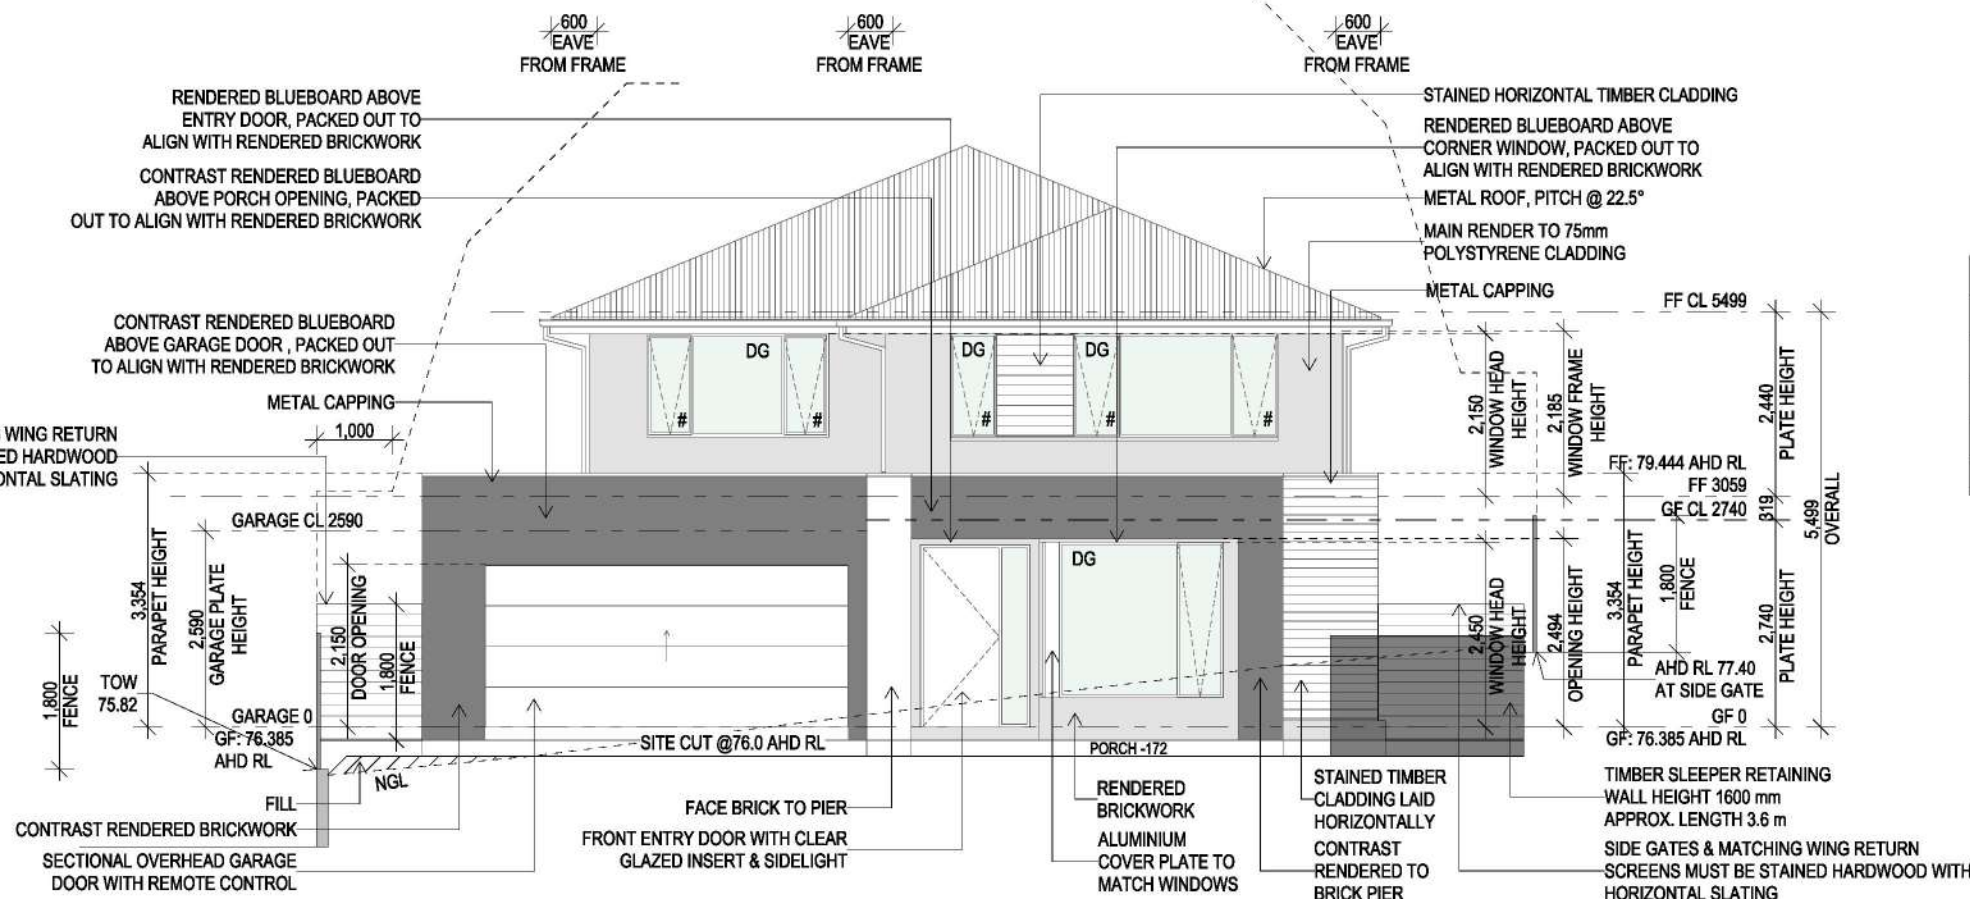 600
EAVE
FROM FRAME
600
EAVE
FROM FRAME
600
EAVE
FROM FRAME
RENDERED BLUEBOARD ABOVE
ENTRY DOOR, PACKED OUT TO
ALIGN WITH RENDERED BRICKWORK
CONTRAST RENDERED BLUEBOARD
ABOVE PORCH OPENING, PACKED
OUT TO ALIGN WITH RENDERED BRICKWORK
CONTRAST RENDERED BLUEBOARD
ABOVE GARAGE DOOR , PACKED OUT
TO ALIGN WITH RENDERED BRICKWORK
METAL CAPPING
WING RETURN
ED HARDWOOD
ONTAL SLATING
1,000
STAINED HORIZONTAL TIMBER CLADDING
RENDERED BLUEBOARD ABOVE
CORNER WINDOW, PACKED OUT TO
ALIGN WITH RENDERED BRICKWORK
METAL ROOF, PITCH @ 22.5°
MAIN RENDER TO 75mm
POLYSTYRENE CLADDING
METAL CAPPING
FF CL 5499
DG
DG
DG
#
#
#
#
#
2,150
WINDOW HEAD
HEIGHT
2,185
WINDOW FRAME
HEIGHT
2,440
PLATE HEIGHT
FF: 79.444 AHD RL
FF 3059
GF CL 2740
319
5,499
OVERALL
GARAGE CL 2590
3,354
PARAPET HEIGHT
2,590
GARAGE PLATE
HEIGHT
2,150
DOOR OPENING
1,800
FENCE
1,800
FENCE
TOW
75.82
GARAGE 0
GF: 76.385
AHD RL
DG
2,450
WINDOW HEAD
HEIGHT
2,494
OPENING HEIGHT
3,354
PARAPET HEIGHT
1,800
FENCE
2,740
PLATE HEIGHT
AHD RL 77.40
AT SIDE GATE
GF 0
GF: 76.385 AHD RL
SITE CUT @76.0 AHD RL
PORCH -172
NGL
FILL
CONTRAST RENDERED BRICKWORK
SECTIONAL OVERHEAD GARAGE
DOOR WITH REMOTE CONTROL
FACE BRICK TO PIER
FRONT ENTRY DOOR WITH CLEAR
GLAZED INSERT & SIDELIGHT
RENDERED
BRICKWORK
ALUMINIUM
COVER PLATE TO
MATCH WINDOWS
STAINED TIMBER
CLADDING LAID
HORIZONTALLY
CONTRAST
RENDERED TO
BRICK PIER
TIMBER SLEEPER RETAINING
WALL HEIGHT 1600 mm
APPROX. LENGTH 3.6 m
SIDE GATES & MATCHING WING RETURN
SCREENS MUST BE STAINED HARDWOOD WITH
HORIZONTAL SLATING